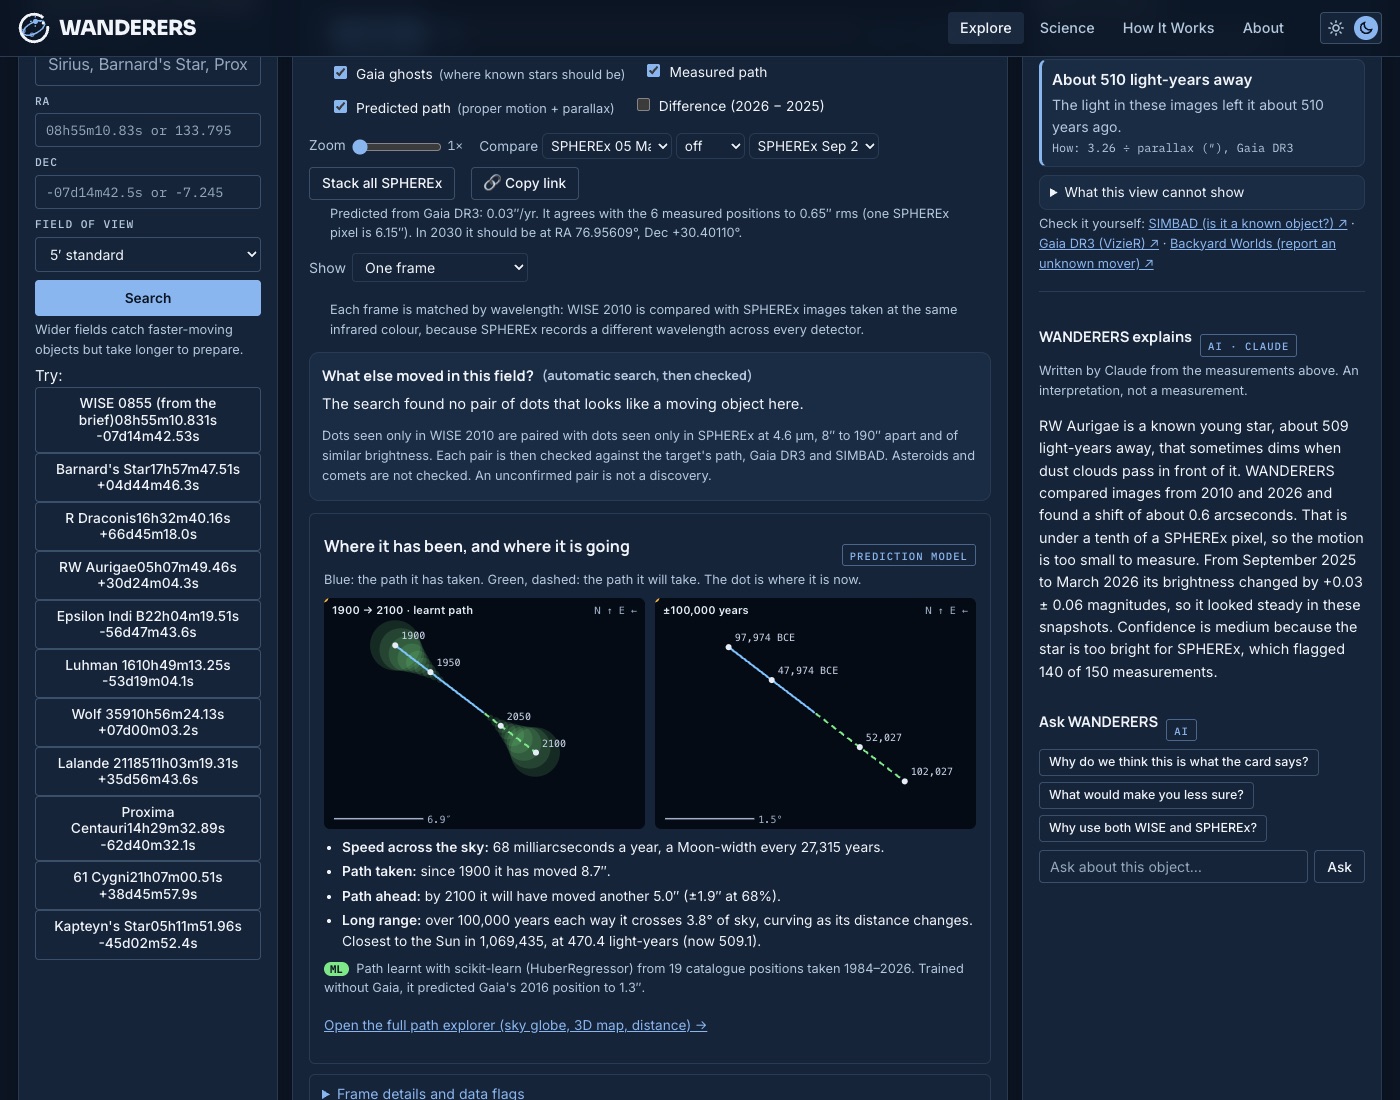 WANDERERS
Explore
Science
How It Works
About
Sirius, Barnard's Star, Prox
RA
08h55m10.83s or 133.795
DEC
-07d14m42.5s or -7.245
FIELD OF VIEW
5′ standard
Search
Wider fields catch faster-moving
objects but take longer to prepare.
Try:
WISE 0855 (from the
brief)08h55m10.831s
-07d14m42.53s
Barnard's Star17h57m47.51s
+04d44m46.3s
R Draconis16h32m40.16s
+66d45m18.0s
RW Aurigae05h07m49.46s
+30d24m04.3s
Epsilon Indi B22h04m19.51s
-56d47m43.6s
Luhman 1610h49m13.25s
-53d19m04.1s
Wolf 35910h56m24.13s
+07d00m03.2s
Lalande 2118511h03m19.31s
+35d56m43.6s
Proxima
Centauri14h29m32.89s
-62d40m32.1s
61 Cygni21h07m00.51s
+38d45m57.9s
Kapteyn's Star05h11m51.96s
-45d02m52.4s
Gaia ghosts (where known stars should be)
Measured path
Predicted path (proper motion + parallax)
Difference (2026 − 2025)
Zoom
1×
Compare
SPHEREx 05 Ma
off
SPHEREx Sep 2
Stack all SPHEREx
🔗 Copy link
Predicted from Gaia DR3: 0.03″/yr. It agrees with the 6 measured positions to 0.65″ rms (one SPHEREx
pixel is 6.15″). In 2030 it should be at RA 76.95609°, Dec +30.40110°.
Show
One frame
Each frame is matched by wavelength: WISE 2010 is compared with SPHEREx images taken at the same
infrared colour, because SPHEREx records a different wavelength across every detector.
What else moved in this field? (automatic search, then checked)
The search found no pair of dots that looks like a moving object here.
Dots seen only in WISE 2010 are paired with dots seen only in SPHEREx at 4.6 µm, 8″ to 190″ apart and of
similar brightness. Each pair is then checked against the target's path, Gaia DR3 and SIMBAD. Asteroids and
comets are not checked. An unconfirmed pair is not a discovery.
Where it has been, and where it is going
PREDICTION MODEL
Blue: the path it has taken. Green, dashed: the path it will take. The dot is where it is now.
1900 → 2100 · learnt path
N ↑ E ←
1900
1950
2050
2100
6.9″
±100,000 years
N ↑ E ←
97,974 BCE
47,974 BCE
52,027
102,027
1.5°
• Speed across the sky: 68 milliarcseconds a year, a Moon-width every 27,315 years.
• Path taken: since 1900 it has moved 8.7″.
• Path ahead: by 2100 it will have moved another 5.0″ (±1.9″ at 68%).
• Long range: over 100,000 years each way it crosses 3.8° of sky, curving as its distance changes.
Closest to the Sun in 1,069,435, at 470.4 light-years (now 509.1).
ML Path learnt with scikit-learn (HuberRegressor) from 19 catalogue positions taken 1984–2026. Trained
without Gaia, it predicted Gaia's 2016 position to 1.3″.
Open the full path explorer (sky globe, 3D map, distance) →
▶ Frame details and data flags
About 510 light-years away
The light in these images left it about 510
years ago.
How: 3.26 ÷ parallax (″), Gaia DR3
▶ What this view cannot show
Check it yourself: SIMBAD (is it a known object?) ↗ ·
Gaia DR3 (VizieR) ↗ · Backyard Worlds (report an
unknown mover) ↗
WANDERERS explains
AI · CLAUDE
Written by Claude from the measurements above. An
interpretation, not a measurement.
RW Aurigae is a known young star, about 509
light-years away, that sometimes dims when
dust clouds pass in front of it. WANDERERS
compared images from 2010 and 2026 and
found a shift of about 0.6 arcseconds. That is
under a tenth of a SPHEREx pixel, so the motion
is too small to measure. From September 2025
to March 2026 its brightness changed by +0.03
± 0.06 magnitudes, so it looked steady in these
snapshots. Confidence is medium because the
star is too bright for SPHEREx, which flagged
140 of 150 measurements.
Ask WANDERERS
AI
Why do we think this is what the card says?
What would make you less sure?
Why use both WISE and SPHEREx?
Ask about this object...
Ask